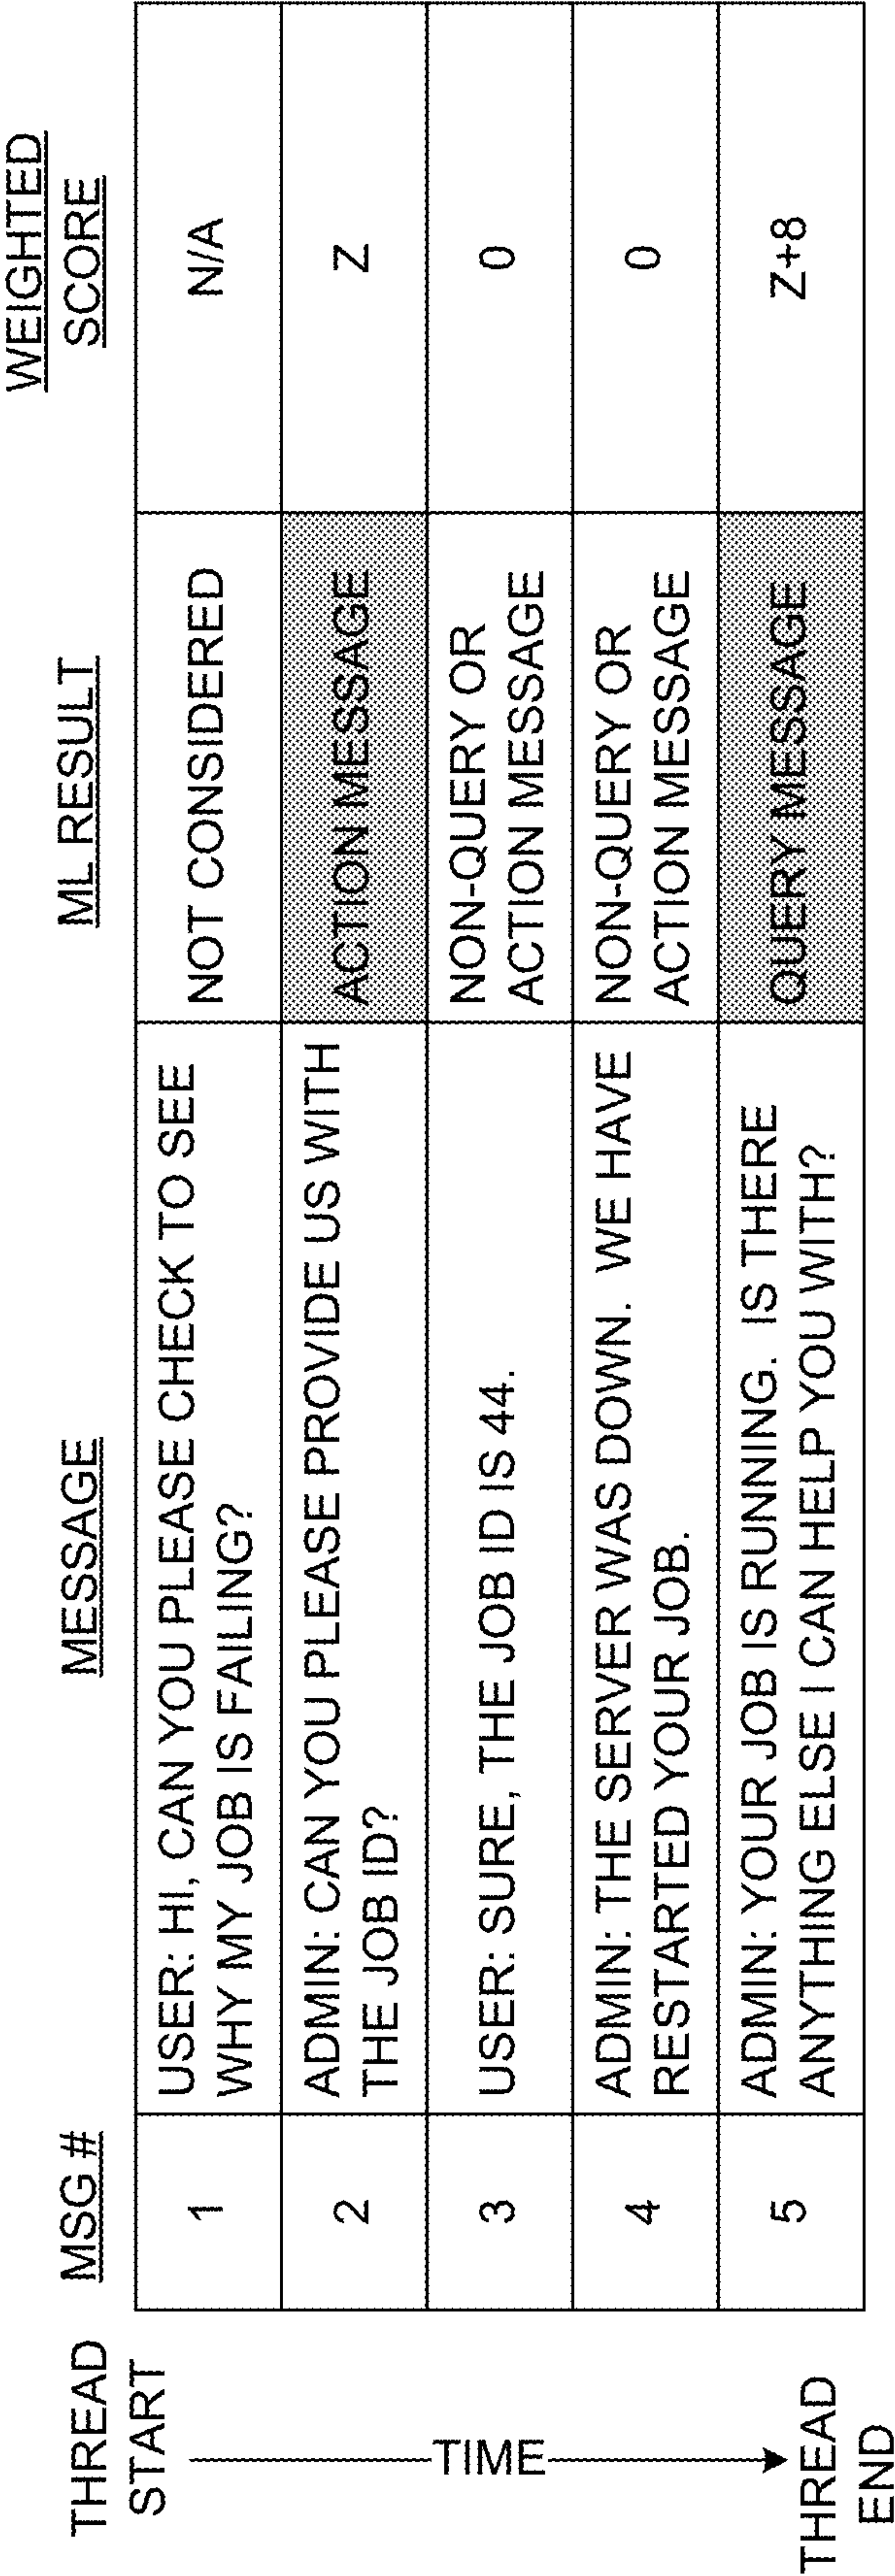 THREAD
START
TIME
THREAD
END
MSG #
MESSAGE
ML RESULT
WEIGHTED
SCORE
1
USER: HI, CAN YOU PLEASE CHECK TO SEE
WHY MY JOB IS FAILING?
NOT CONSIDERED
N/A
2
ADMIN: CAN YOU PLEASE PROVIDE US WITH
THE JOB ID?
ACTION MESSAGE
Z
3
USER: SURE, THE JOB ID IS 44.
NON-QUERY OR
ACTION MESSAGE
0
4
ADMIN: THE SERVER WAS DOWN. WE HAVE
RESTARTED YOUR JOB.
NON-QUERY OR
ACTION MESSAGE
0
5
ADMIN: YOUR JOB IS RUNNING. IS THERE
ANYTHING ELSE I CAN HELP YOU WITH?
QUERY MESSAGE
Z+8